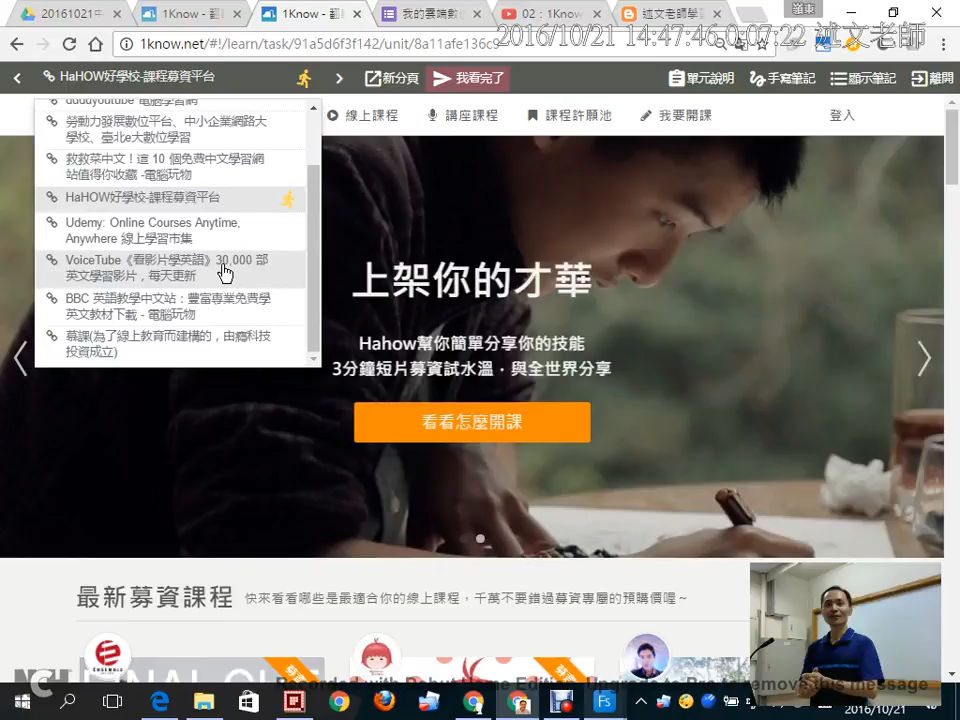 20161021中
1Know - 翻
1Know - 翻
我的雲端數
02：1Know
述文老師學
1know.net/#!/learn/task/91a5d6f3f142/unit/8a11afe136c9
2016/10/21 14:47:46 0:07:22 述文老師
HaHOW好學校-課程募資平台
新分頁
我看完了
單元說明
手寫筆記
顯示筆記
離開
勞動力發展數位平台、中小企業網路大
學校、臺北e大數位學習
救救菜中文！這 10 個免費中文學習網
站值得你收藏 -電腦玩物
HaHOW好學校-課程募資平台
Udemy: Online Courses Anytime,
Anywhere 線上學習市集
VoiceTube《看影片學英語》30,000 部
英文學習影片，每天更新
BBC 英語教學中文站：豐富專業免費學
英文教材下載 - 電腦玩物
慕課(為了線上教育而建構的，由癮科技
投資成立)
線上課程
講座課程
課程許願池
我要開課
登入
上架你的才華
Hahow幫你簡單分享你的技能
3分鐘短片募資試水溫，與全世界分享
看看怎麼開課
最新募資課程
快來看看哪些是最適合你的線上課程，千萬不要錯過募資專屬的預購價喔～
ENSEMBLE
2016/10/21